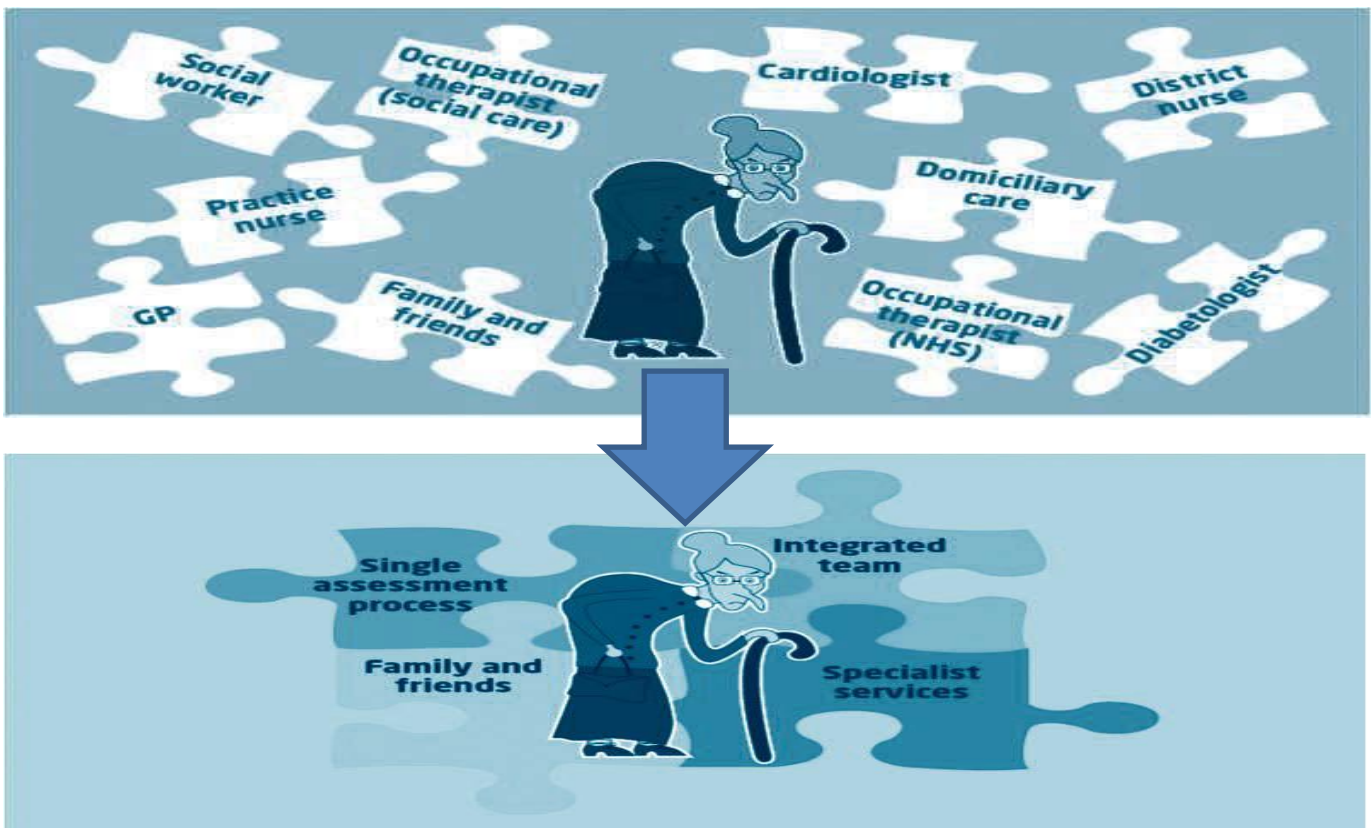 Social
worker
Occupational
therapist
(social care)
Cardiologist
District
nurse
Practice
nurse
Domiciliary
care
GP
Family and
friends
Occupational
therapist
(NHS)
Diabetologist
Single
assessment
process
Integrated
team
Family and
friends
Specialist
services